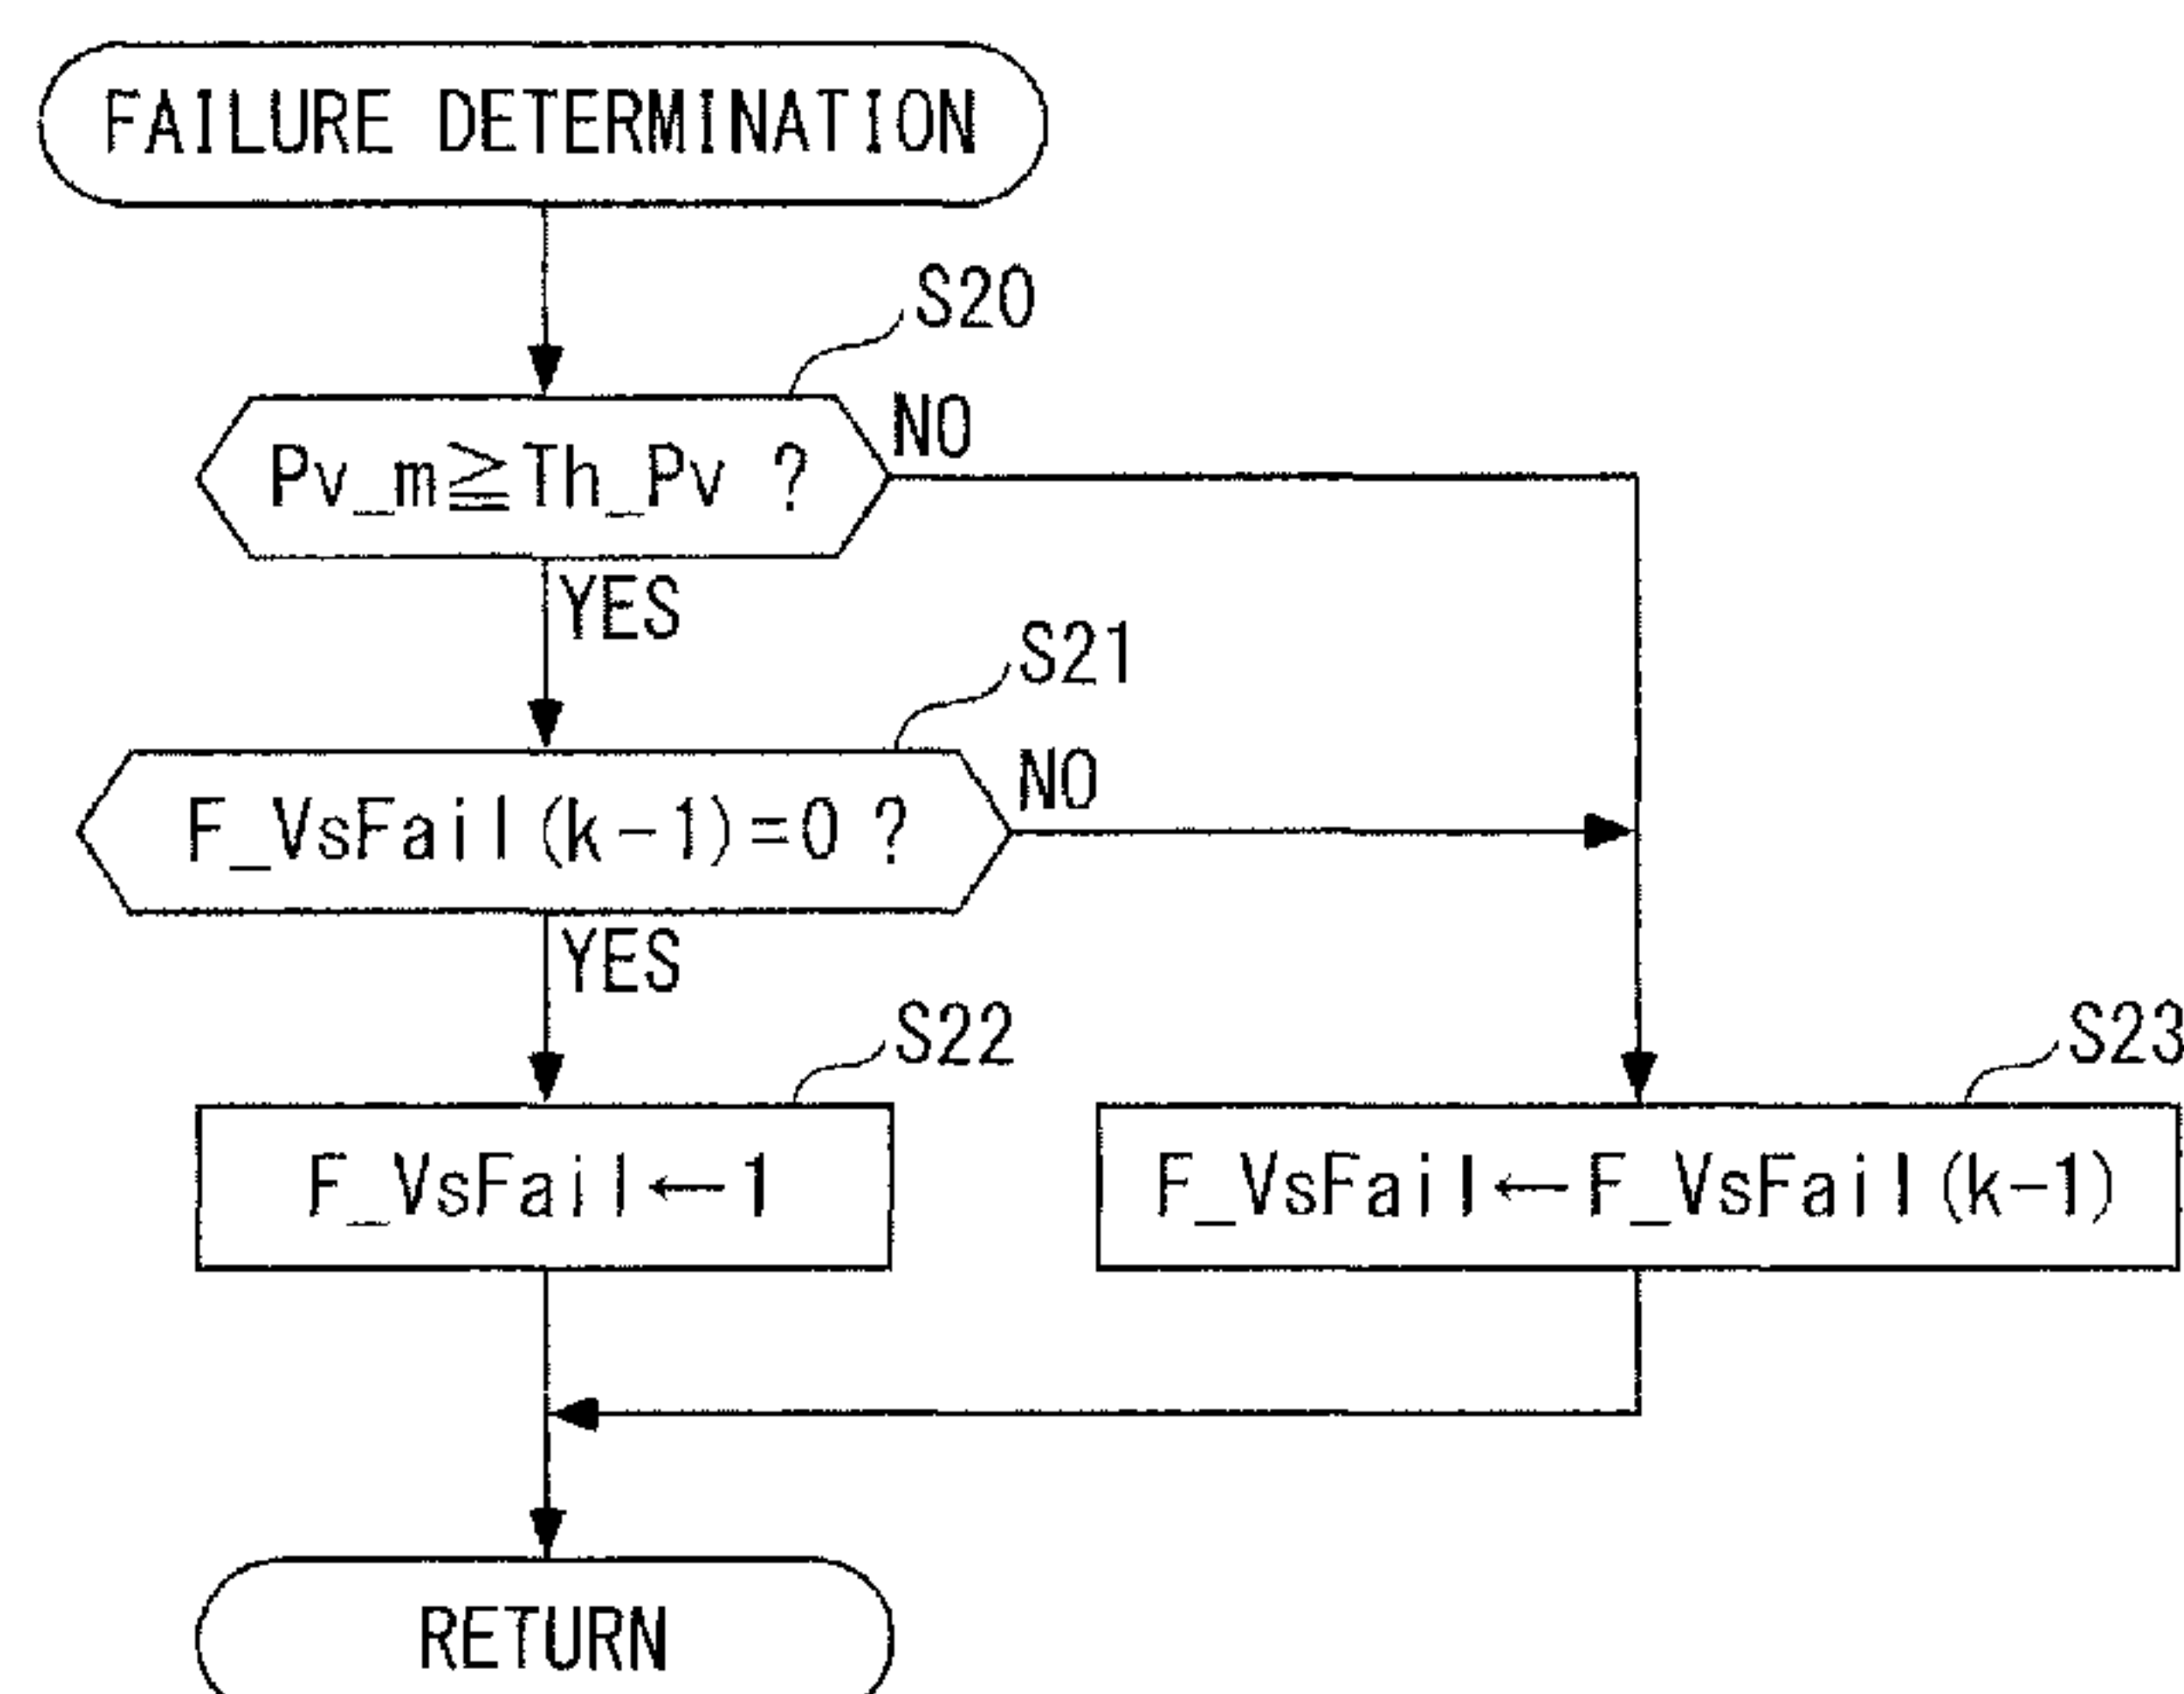 FAILURE DETERMINATION
S20
Pv_m≧Th_Pv ?
NO
YES
S21
F_VsFail(k-1)=0 ?
NO
YES
S22
S23
F_VsFail←1
F_VsFail←F_VsFail(k-1)
RETURN